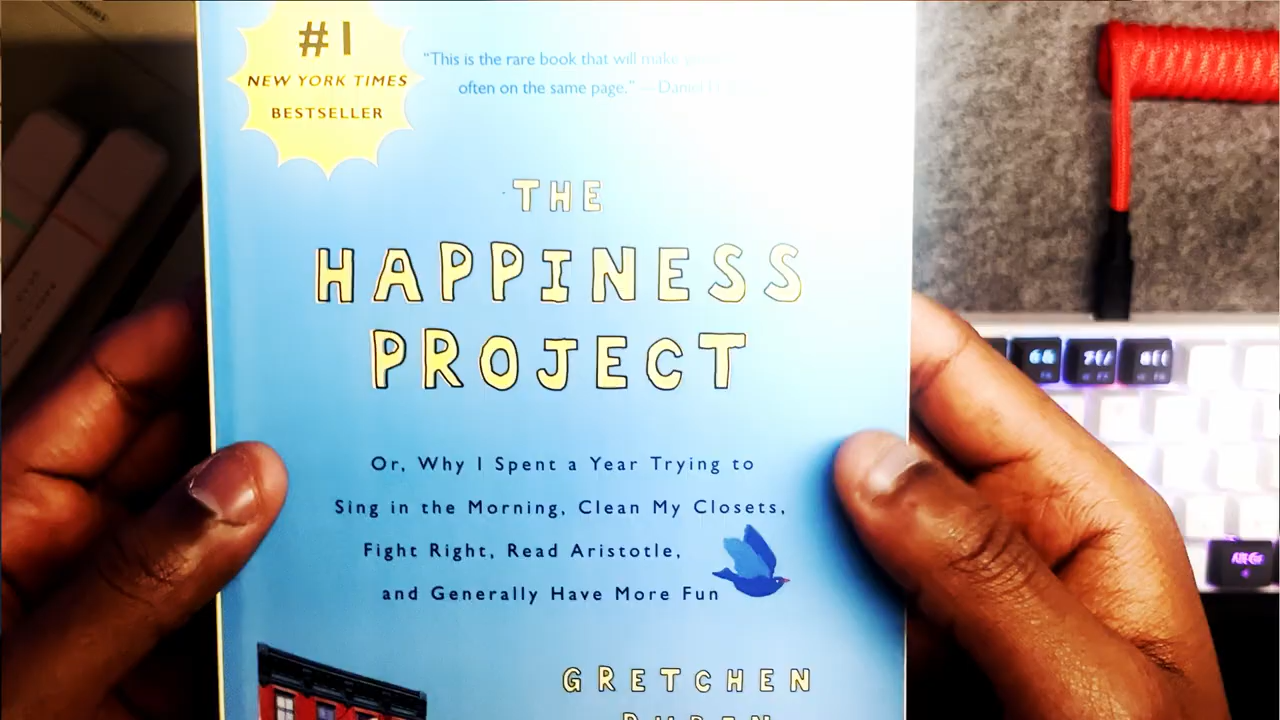 #1
NEW YORK TIMES
BESTSELLER
“This is the rare book that will make
often on the same page.” —Daniel
THE
HAPPINESS
PROJECT
Or, Why I Spent a Year Trying to
Sing in the Morning, Clean My Closets,
Fight Right, Read Aristotle,
and Generally Have More Fun
GRETCHEN
RUBIN